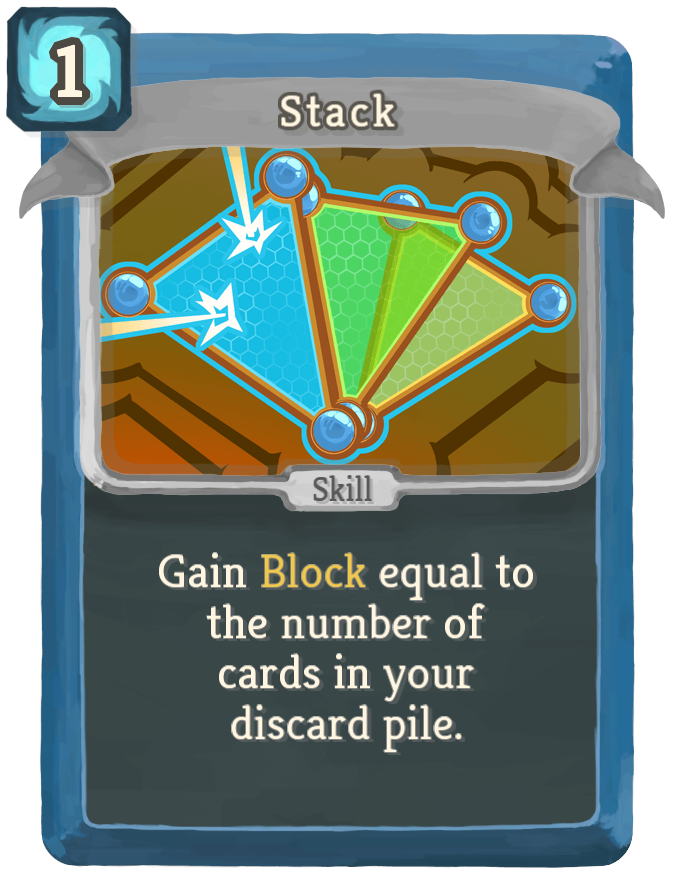 1
Stack
Skill
Gain Block equal to
the number of
cards in your
discard pile.